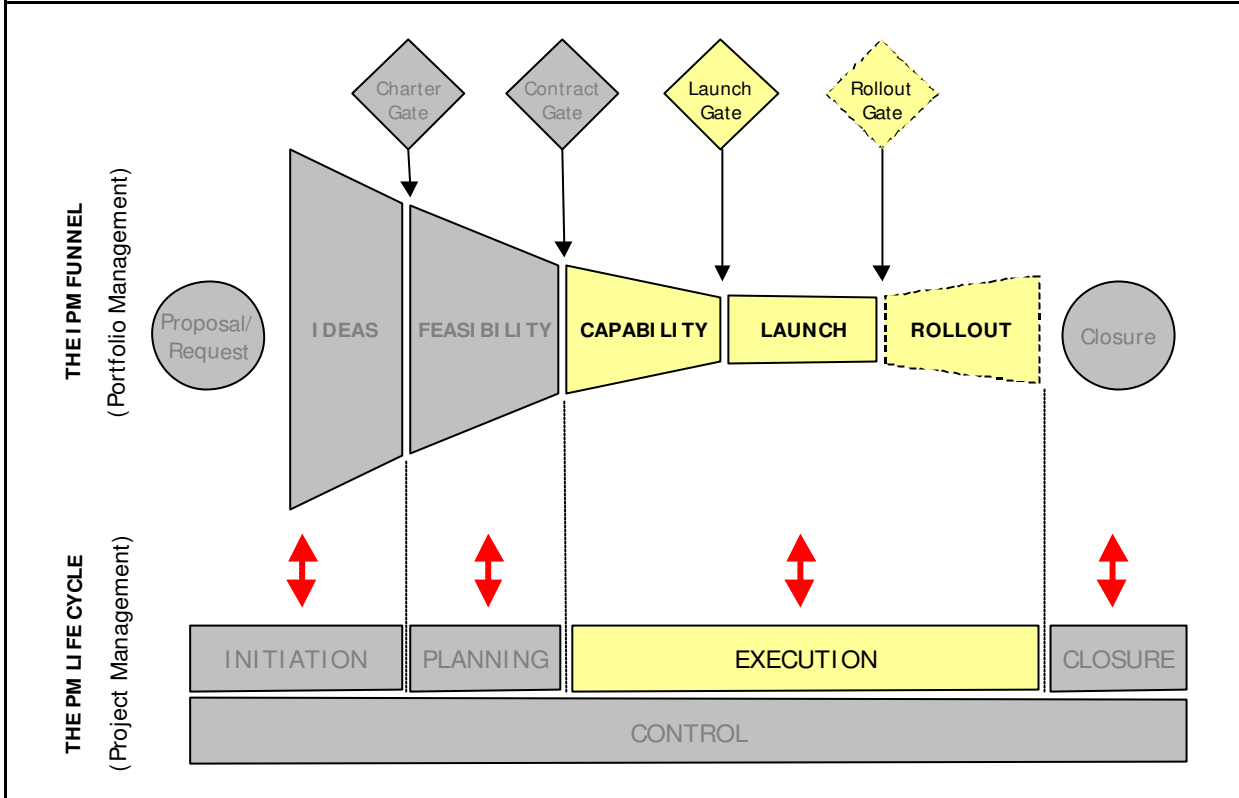 Charter
Gate
Contract
Gate
Launch
Gate
Rollout
Gate
THE IPM FUNNEL
(Portfolio Management)
Proposal/
Request
IDEAS
FEASIBILITY
CAPABILITY
LAUNCH
ROLLOUT
Closure
THE PM LIFE CYCLE
(Project Management)
INITIATION
PLANNING
EXECUTION
CLOSURE
CONTROL